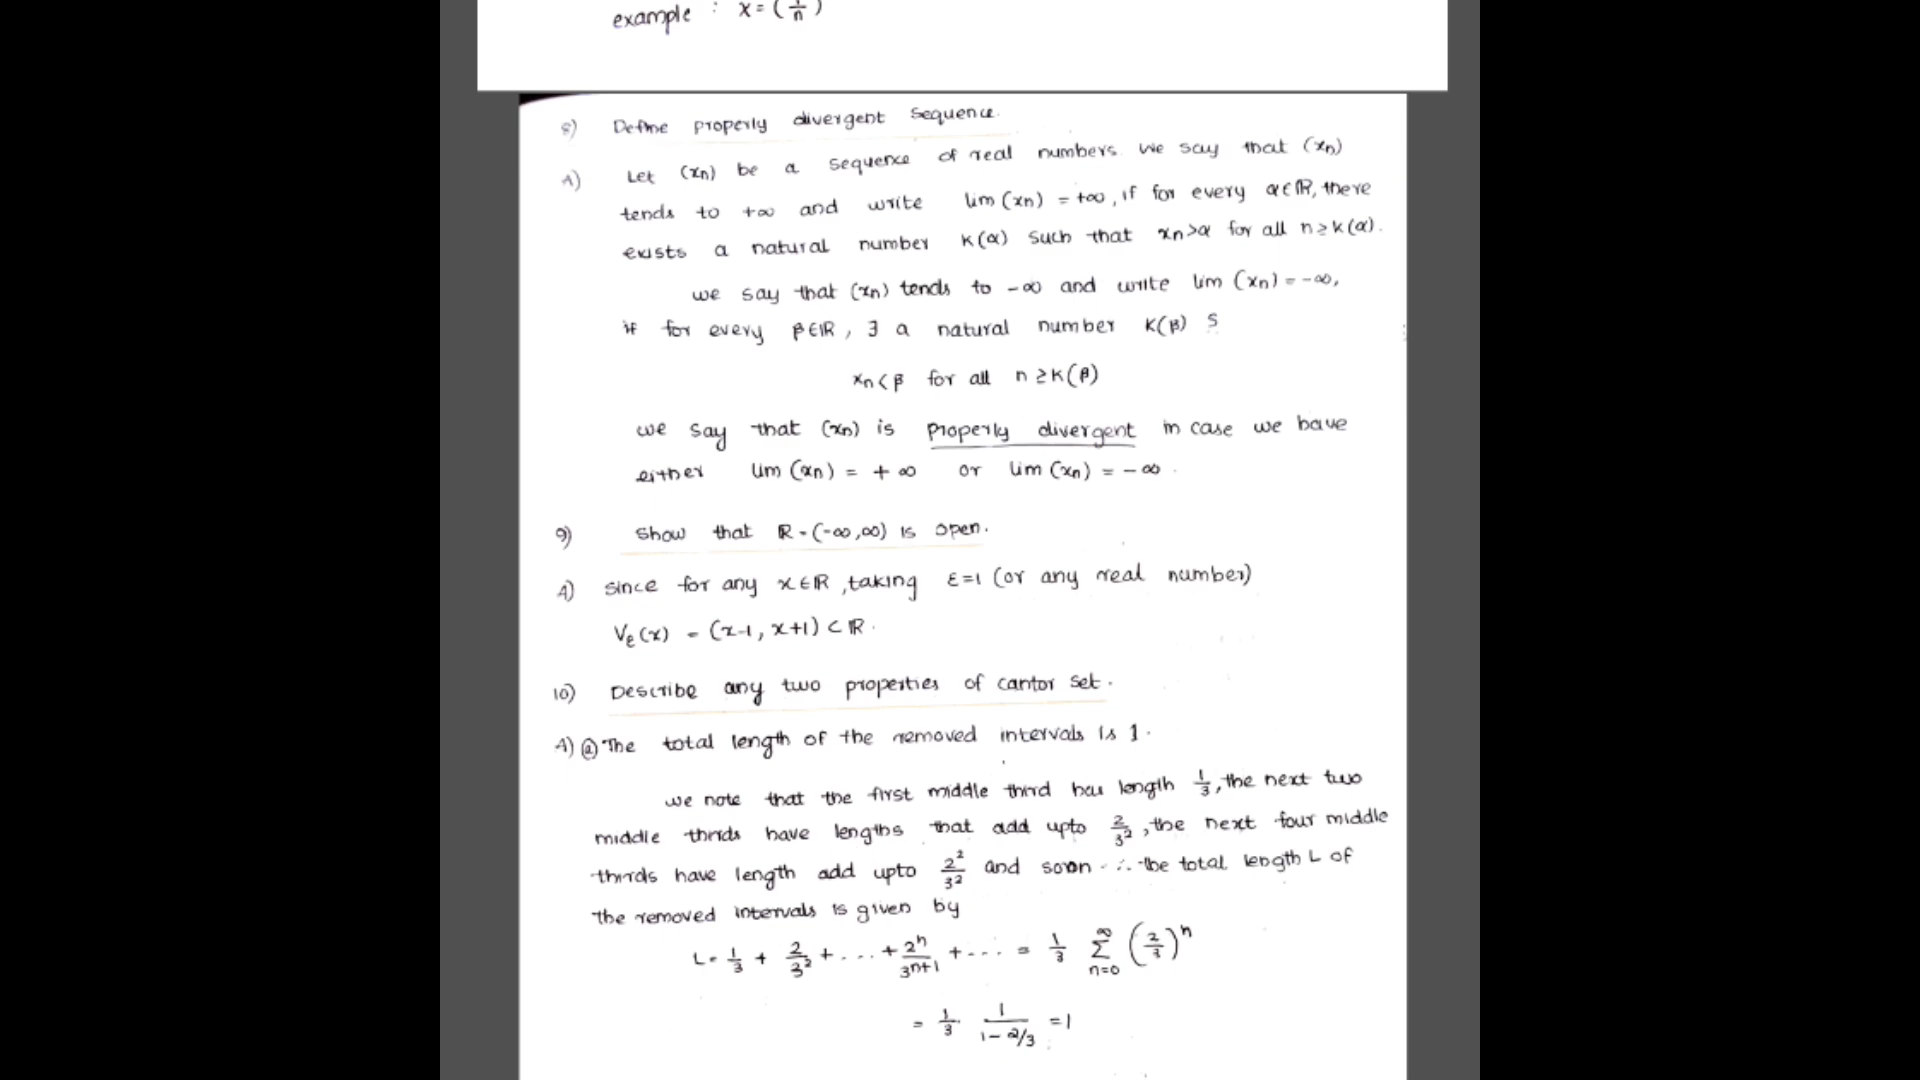 example : X = (1/n)
8) Define properly divergent sequence.
A) Let (xn) be a sequence of real numbers. We say that (xn)
tends to +∞ and write lim (xn) = +∞, if for every α∈ℝ, there
exists a natural number K(α) such that xn>α for all n≥K(α).
we say that (xn) tends to -∞ and write lim (xn) = -∞,
if for every β∈ℝ, ∃ a natural number K(β) s
xn<β for all n≥K(β)
we say that (xn) is properly divergent in case we have
either lim (xn) = +∞ or lim (xn) = -∞.
9) Show that ℝ=(-∞,∞) is open.
A) since for any x∈ℝ, taking ε=1 (or any real number)
Vε(x) = (x-1, x+1) ⊂ ℝ.
10) Describe any two properties of cantor set.
A) ⓐ The total length of the removed intervals is 1.
we note that the first middle third has length 1/3, the next two
middle thirds have lengths that add upto 2/3², the next four middle
thirds have length add upto 2²/3² and soon. ∴ the total length L of
the removed intervals is given by
L = 1/3 + 2/3² + ... + 2ⁿ/3ⁿ⁺¹ + ... = 1/3 Σ_{n=0}^{∞} (2/3)ⁿ
= 1/3 · 1/(1-2/3) = 1